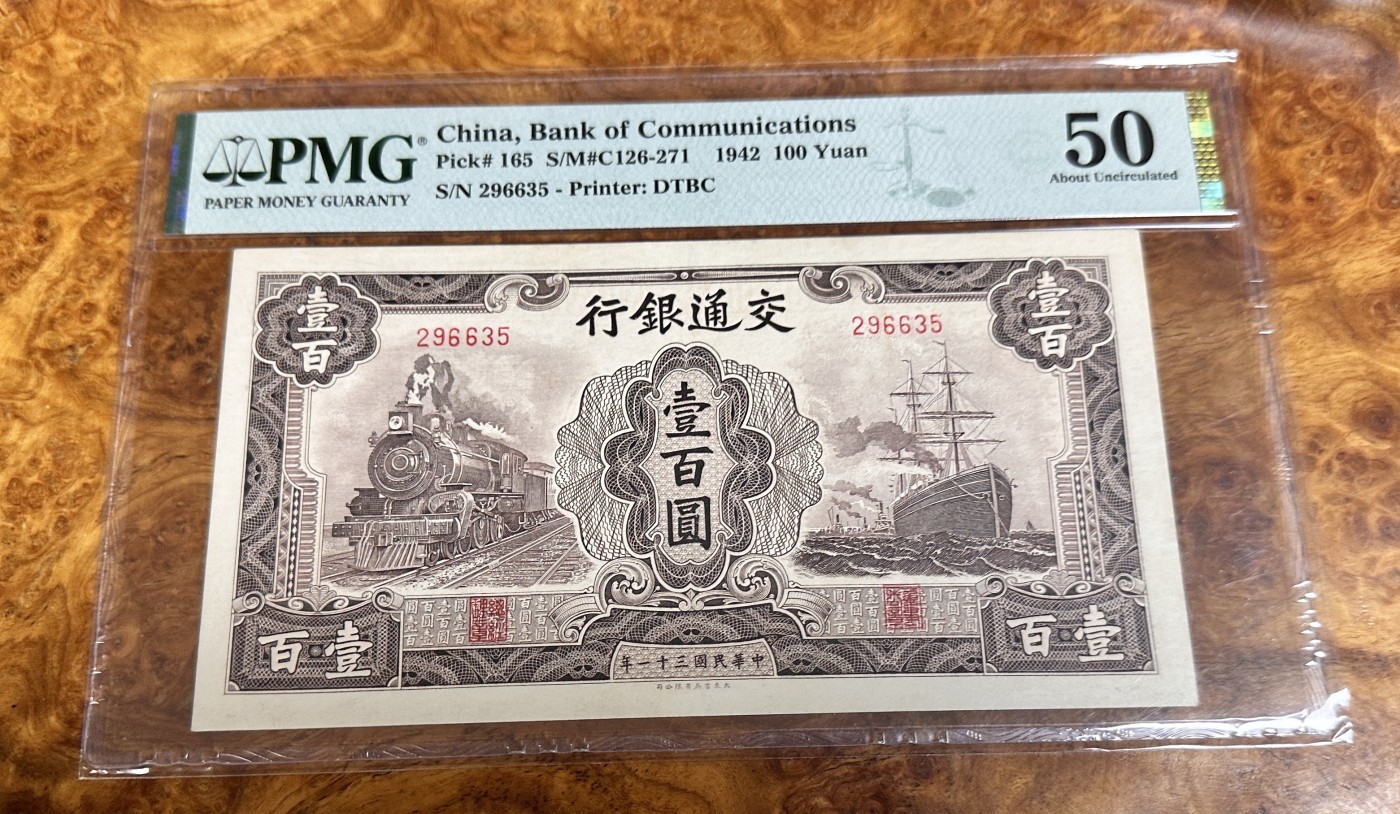 PMG®
PAPER MONEY GUARANTY
China, Bank of Communications
Pick# 165 S/M#C126-271 1942 100 Yuan
S/N 296635 - Printer: DTBC
50
About Uncirculated
壹百
行銀通交
壹百
296635
296635
壹百圓
百壹
年一十三國民華中
百壹